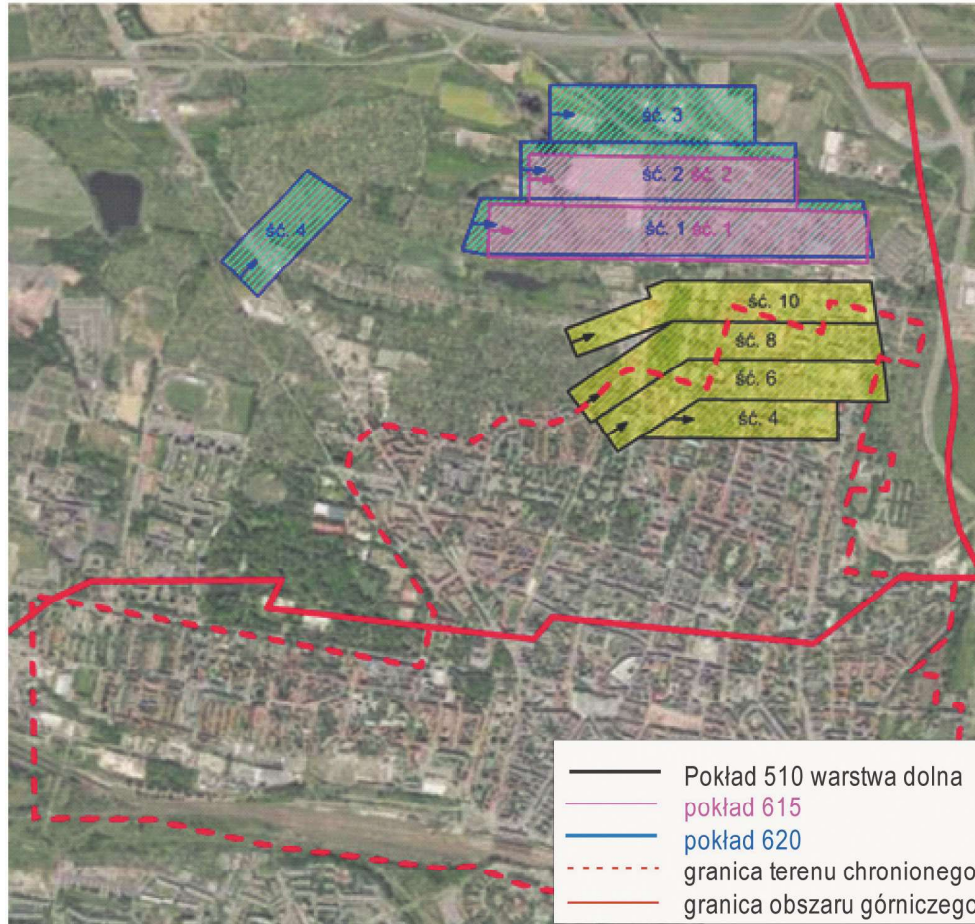 ść. 3
ść. 2 ść. 2
ść. 4
ść. 1 ść. 1
ść. 10
ść. 8
ść. 6
ść. 4
Pokład 510 warstwa dolna
pokład 615
pokład 620
granica terenu chronionego
granica obszaru górniczego